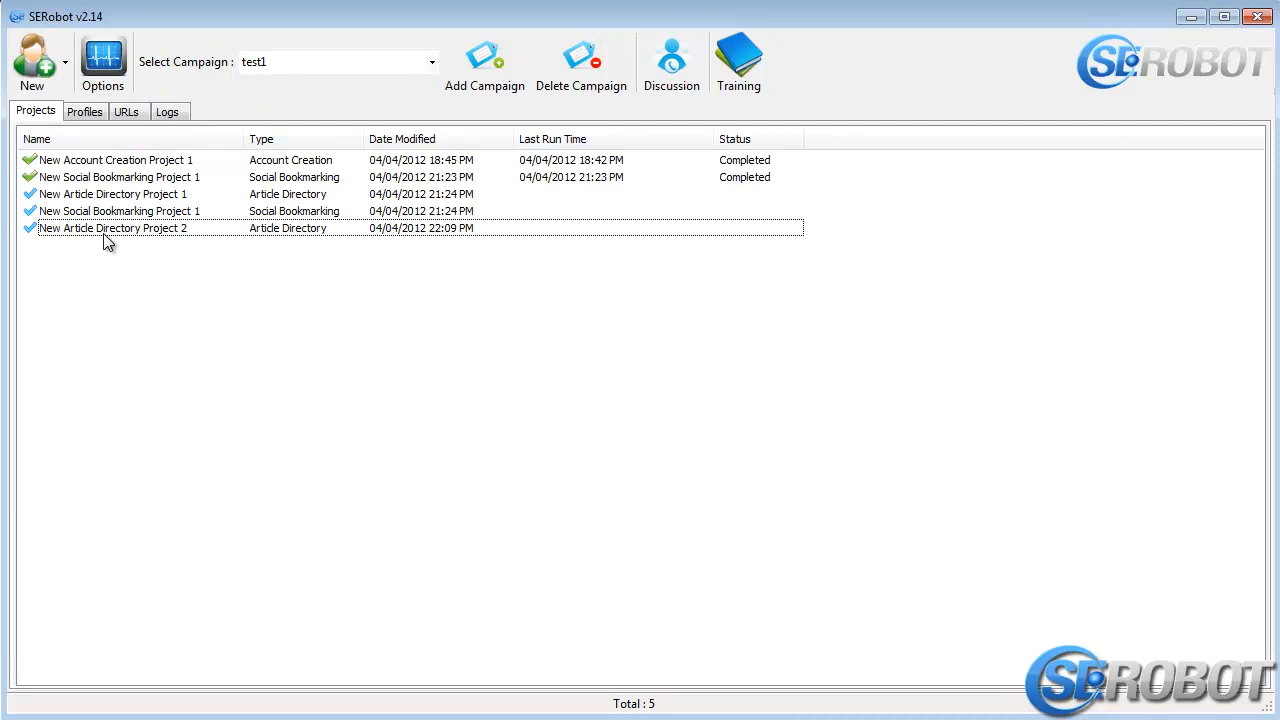 SERobot v2.14
New
Options
Select Campaign :
test1
Add Campaign
Delete Campaign
Discussion
Training
SEROBOT
Projects
Profiles
URLs
Logs
Name Type Date Modified Last Run Time Status
New Account Creation Project 1 Account Creation 04/04/2012 18:45 PM 04/04/2012 18:42 PM Completed
New Social Bookmarking Project 1 Social Bookmarking 04/04/2012 21:23 PM 04/04/2012 21:23 PM Completed
New Article Directory Project 1 Article Directory 04/04/2012 21:24 PM
New Social Bookmarking Project 1 Social Bookmarking 04/04/2012 21:24 PM
New Article Directory Project 2 Article Directory 04/04/2012 22:09 PM
SEROBOT
Total : 5